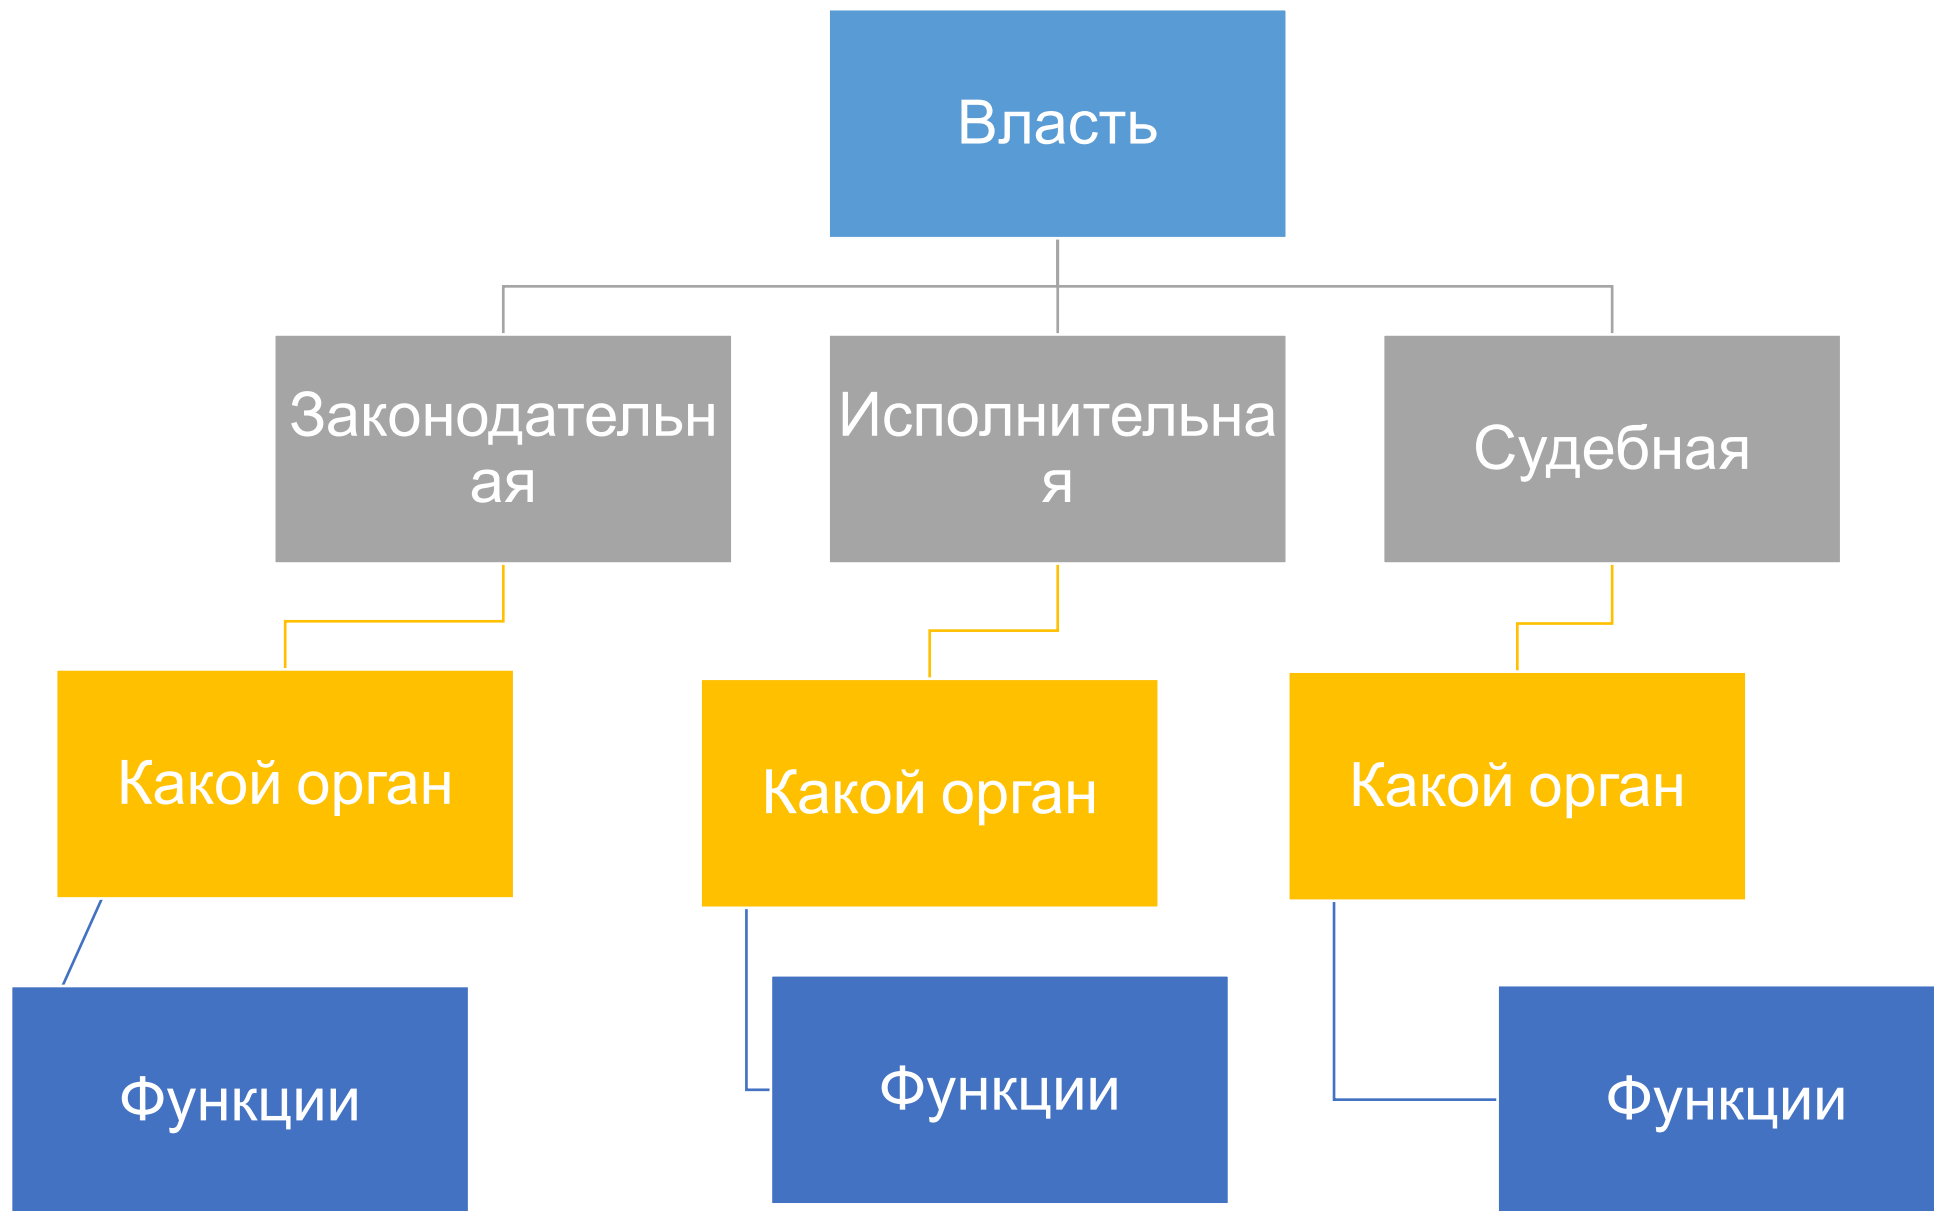 Власть
Законодательн
ая
Исполнительна
я
Судебная
Какой орган
Какой орган
Какой орган
Функции
Функции
Функции